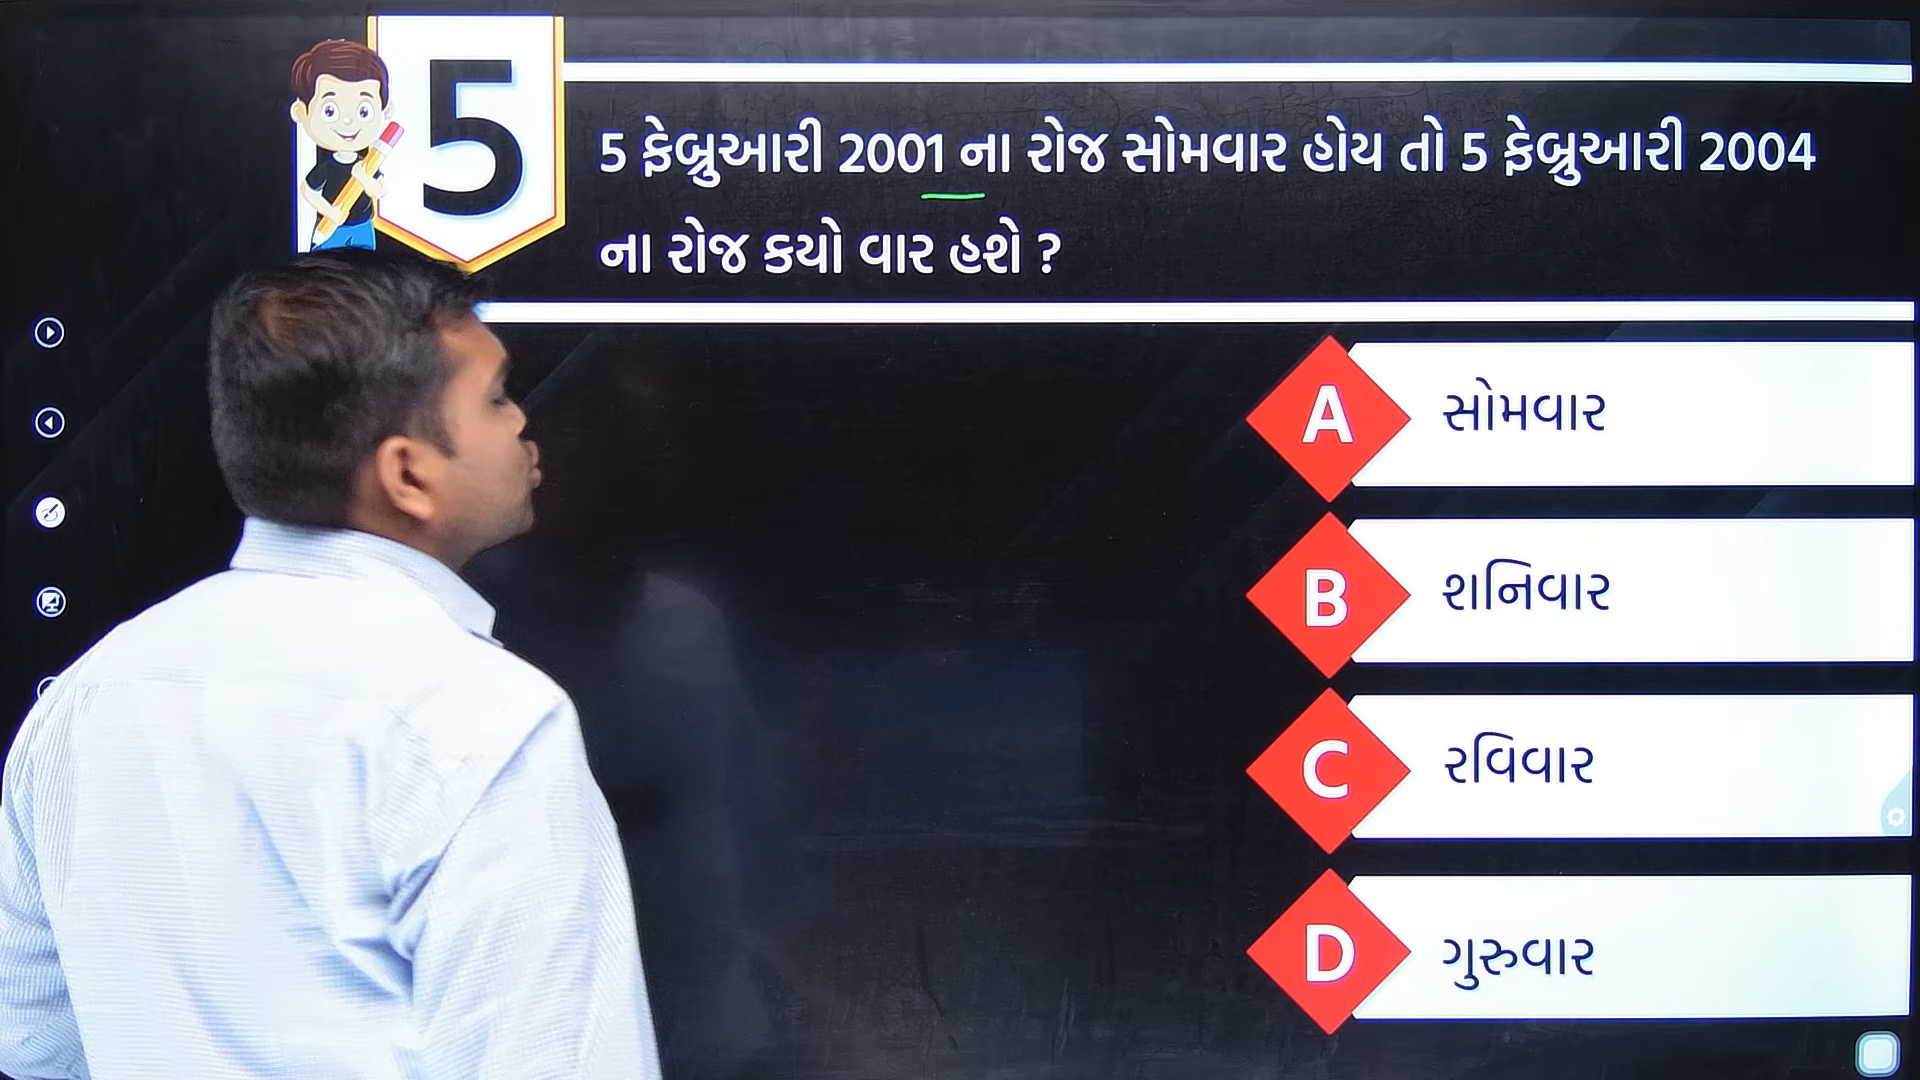 5
5 ફેબ્રુઆરી 2001 ના રોજ સોમવાર હોય તો 5 ફેબ્રુઆરી 2004
ના રોજ કયો વાર હશે ?
A સોમવાર
B શનિવાર
C રવિવાર
D ગુરુવાર